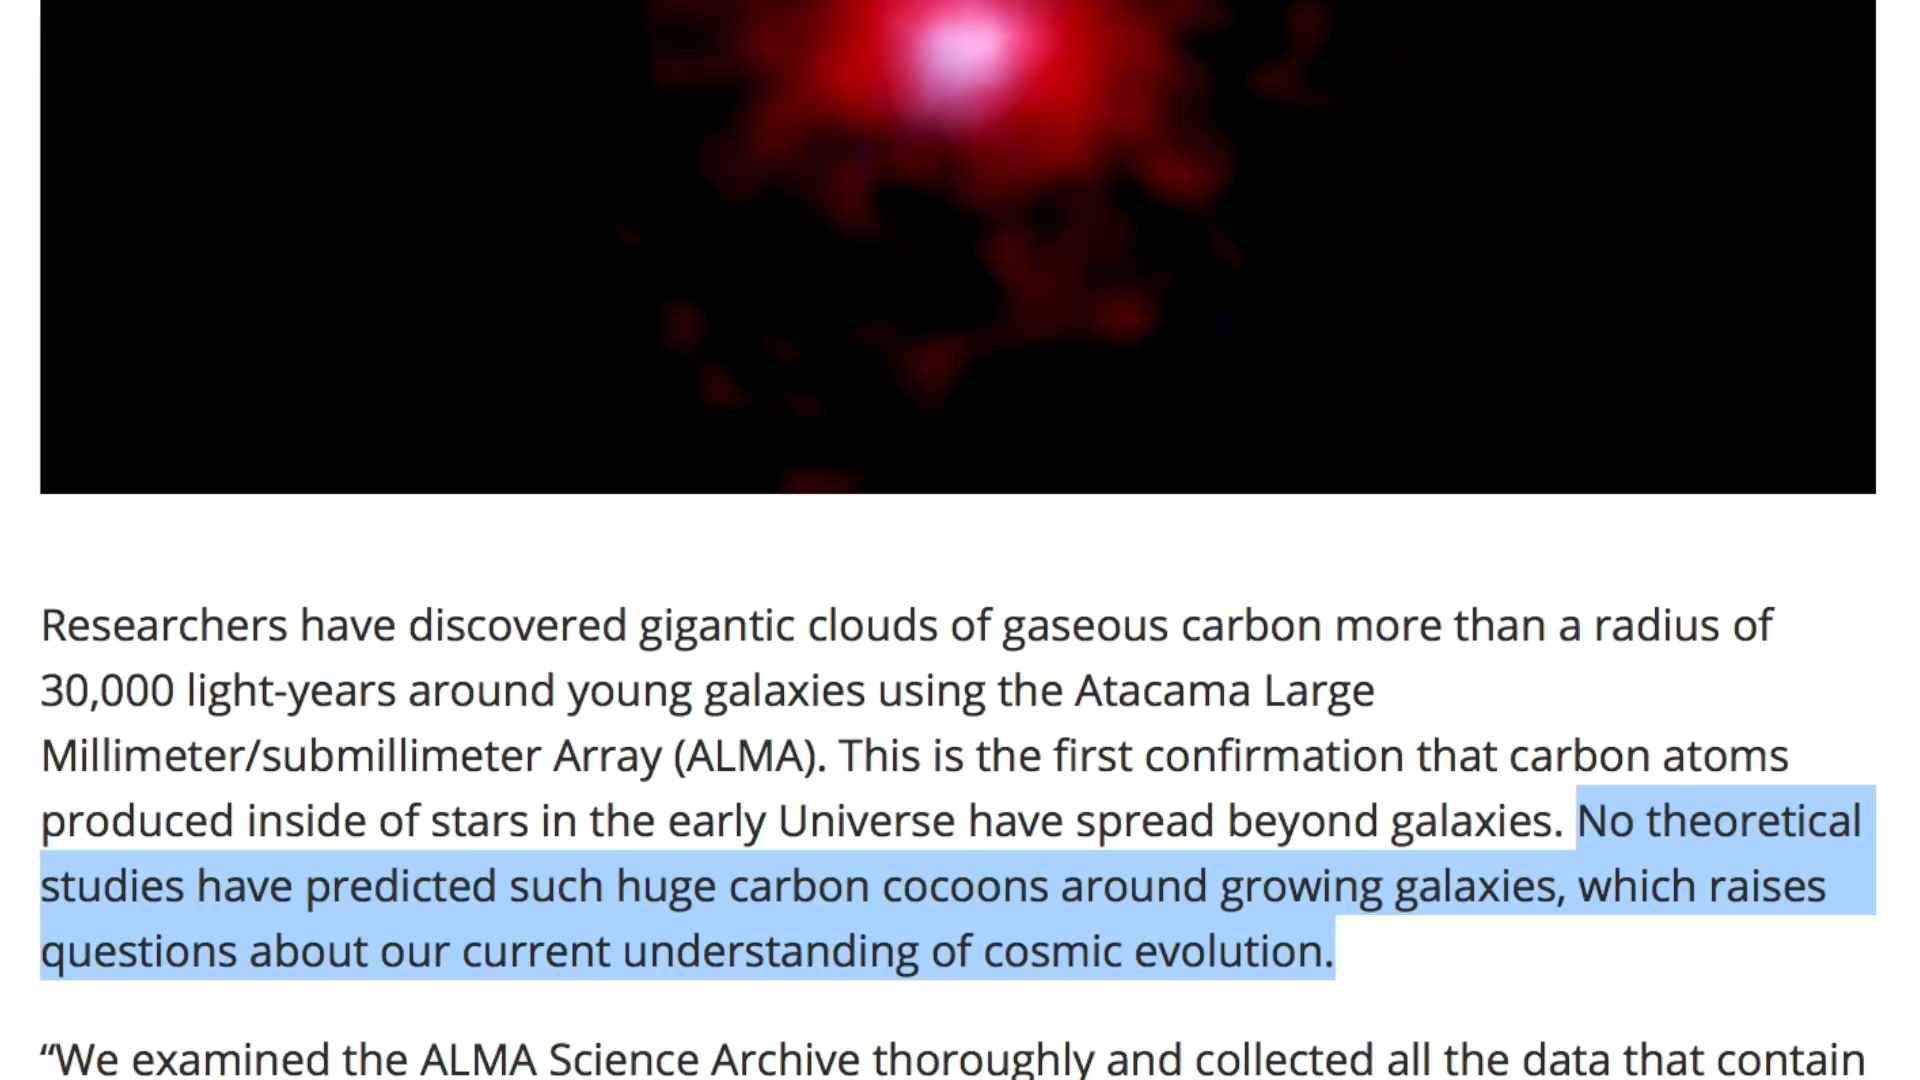 Researchers have discovered gigantic clouds of gaseous carbon more than a radius of
30,000 light-years around young galaxies using the Atacama Large
Millimeter/submillimeter Array (ALMA). This is the first confirmation that carbon atoms
produced inside of stars in the early Universe have spread beyond galaxies. No theoretical
studies have predicted such huge carbon cocoons around growing galaxies, which raises
questions about our current understanding of cosmic evolution.
“We examined the ALMA Science Archive thoroughly and collected all the data that contain